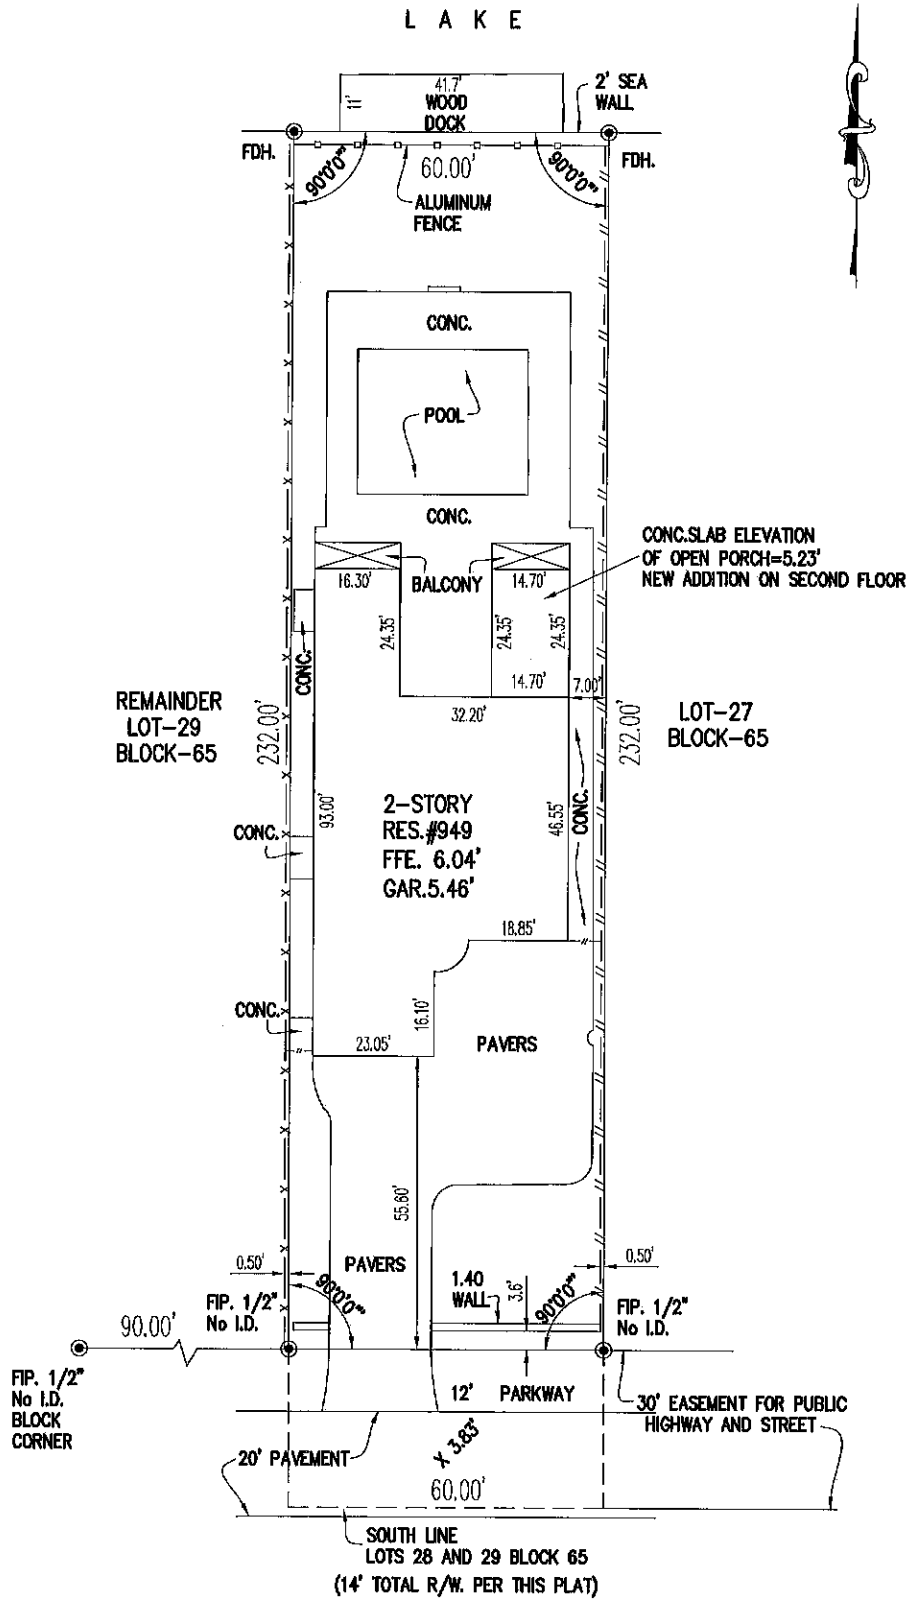 LAKE
41.7'
11'
WOOD
DOCK
2' SEA
WALL
FDH.
FDH.
90°0'0"
60.00'
90°0'0"
ALUMINUM
FENCE
CONC.
POOL
CONC.
CONC.SLAB ELEVATION
OF OPEN PORCH=5.23'
NEW ADDITION ON SECOND FLOOR
16.30'
BALCONY
14.70'
24.35'
24.35'
24.35'
CONC.
14.70'
7.00'
32.20'
REMAINDER
LOT-29
BLOCK-65
232.00'
232.00'
LOT-27
BLOCK-65
93.00'
2-STORY
RES.#949
FFE. 6.04'
GAR.5.46'
46.55'
CONC.
CONC.
18.85'
CONC.
16.10'
23.05'
PAVERS
55.60'
PAVERS
0.50'
0.50'
90°0'0"
1.40
WALL
3.6'
90°0'0"
FIP. 1/2"
No I.D.
FIP. 1/2"
No I.D.
90.00'
FIP. 1/2"
No I.D.
BLOCK
CORNER
12' PARKWAY
30' EASEMENT FOR PUBLIC
HIGHWAY AND STREET
20' PAVEMENT
X 3.83'
60.00'
SOUTH LINE
LOTS 28 AND 29 BLOCK 65
(14' TOTAL R/W. PER THIS PLAT)